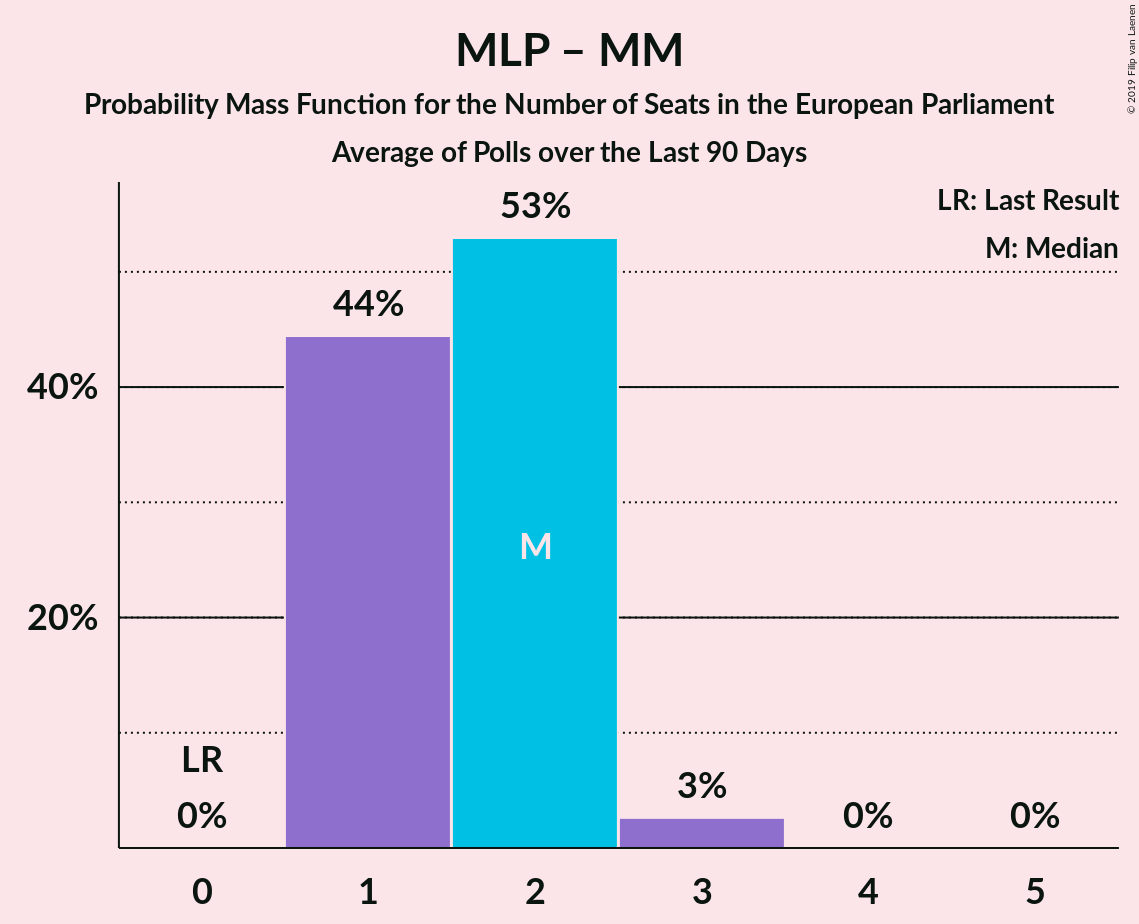 MLP – MM
Probability Mass Function for the Number of Seats in the European Parliament
Average of Polls over the Last 90 Days
© 2019 Filip van Laenen
LR: Last Result
M: Median
53%
44%
40%
M
20%
LR
0%
3%
0%
0%
0 1 2 3 4 5